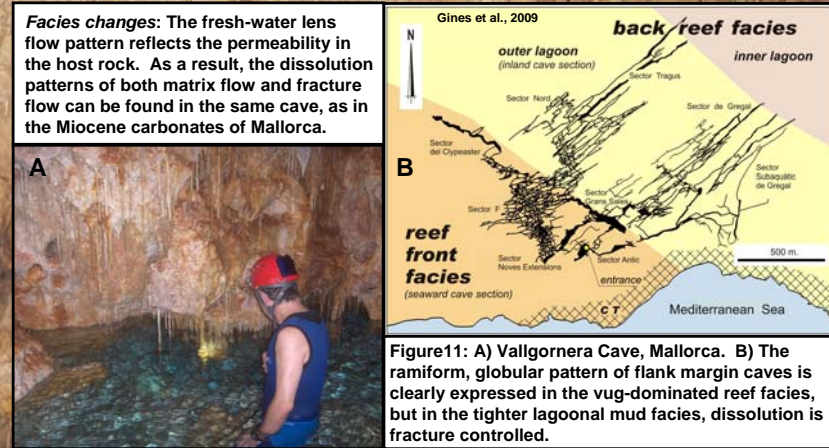 Facies changes: The fresh-water lens
flow pattern reflects the permeability in
the host rock. As a result, the dissolution
patterns of both matrix flow and fracture
flow can be found in the same cave, as in
the Miocene carbonates of Mallorca.
A
Gines et al., 2009
N
back reef facies
outer lagoon
(inland cave section)
inner lagoon
Sector Tragus
Sector Nord
Sector de Gregal
Sector
del Clypeaster
B
Sector
Subaquàtic
de Gregal
Sector
Grans Sales
Sector F
reef
front
facies
(seaward cave section)
Sector
Noves Extensions
Sector Antic
entrance
500 m.
C T
Mediterranean Sea
Figure11: A) Vallgornera Cave, Mallorca. B) The
ramiform, globular pattern of flank margin caves is
clearly expressed in the vug-dominated reef facies,
but in the tighter lagoonal mud facies, dissolution is
fracture controlled.